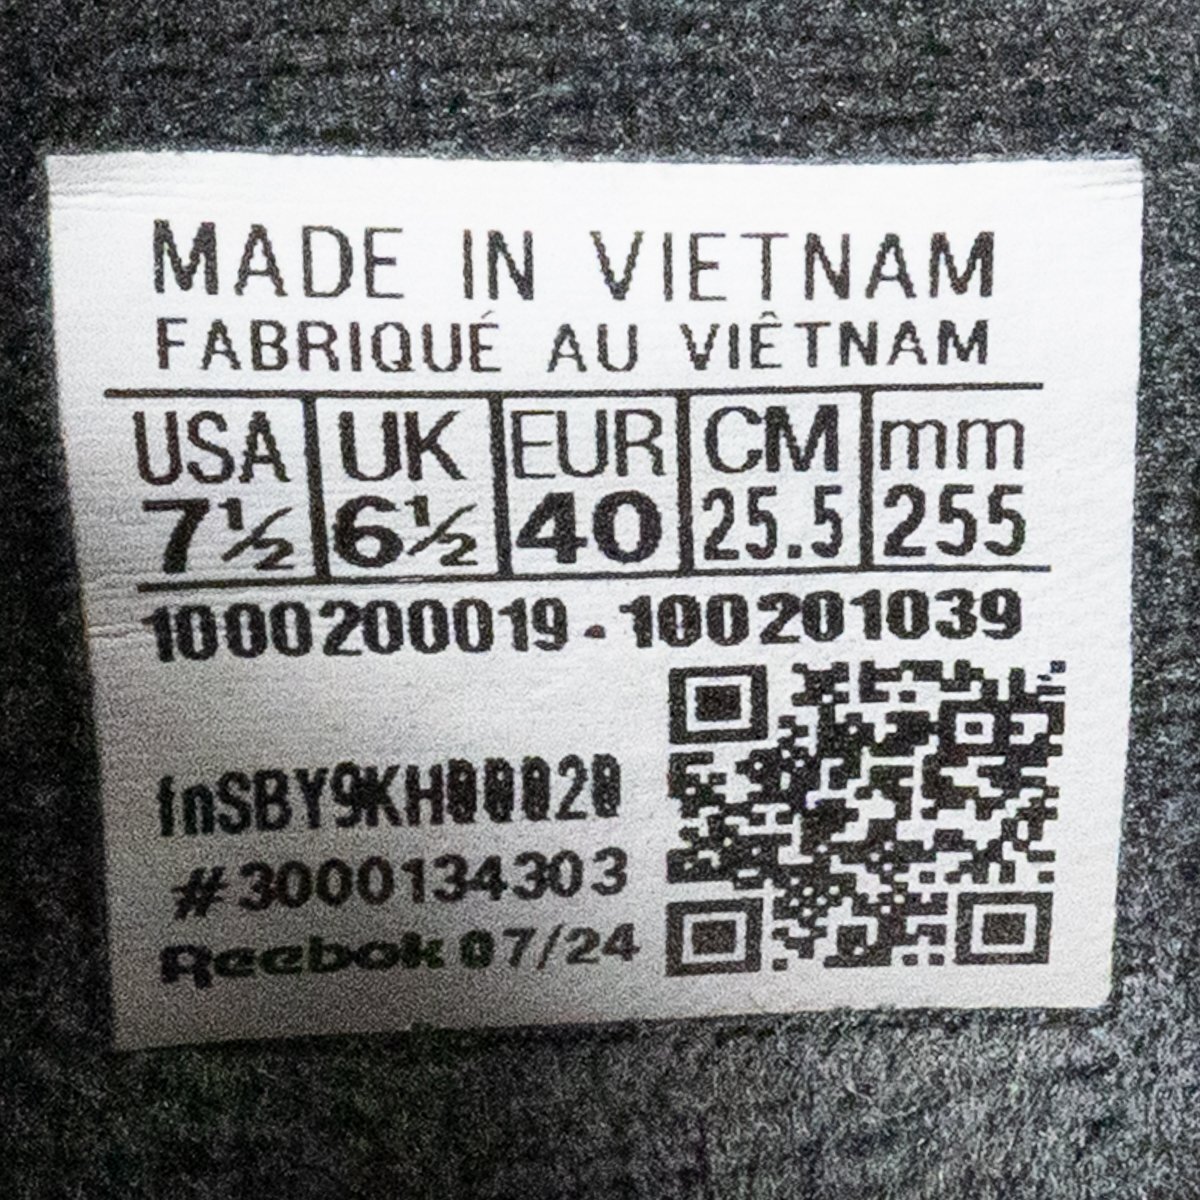 MADE IN VIETNAM
FABRIQUÉ AU VIÊTNAM
USA UK EUR CM mm
7½ 6½ 40 25.5 255
1000200019 - 100201039
fnSBY9KH00020
#3000134303
Reebok 07/24